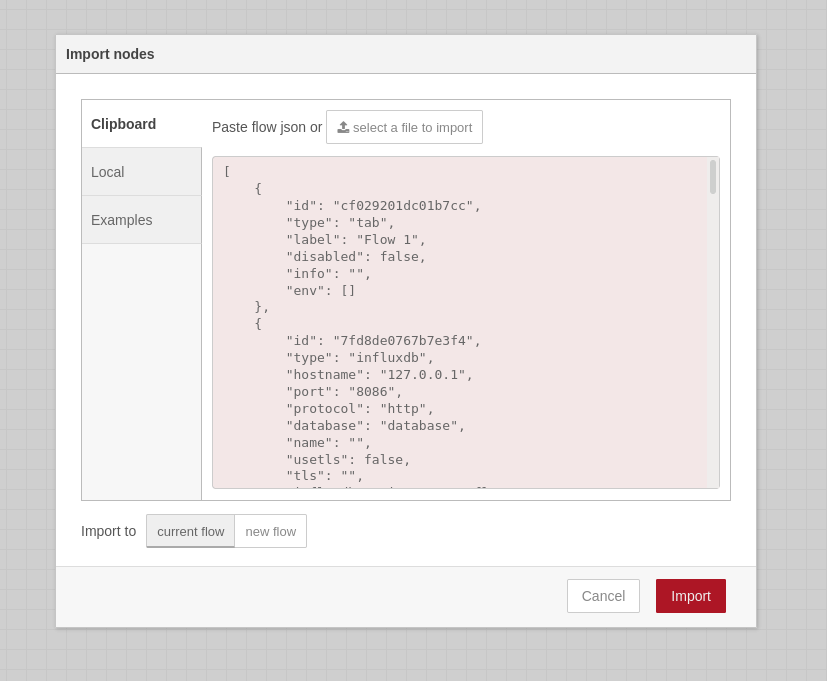 Import nodes
Clipboard
Local
Examples
Paste flow json or select a file to import
[
    {
        "id": "cf029201dc01b7cc",
        "type": "tab",
        "label": "Flow 1",
        "disabled": false,
        "info": "",
        "env": []
    },
    {
        "id": "7fd8de0767b7e3f4",
        "type": "influxdb",
        "hostname": "127.0.0.1",
        "port": "8086",
        "protocol": "http",
        "database": "database",
        "name": "",
        "usetls": false,
        "tls": "",
Import to current flow new flow
Cancel Import